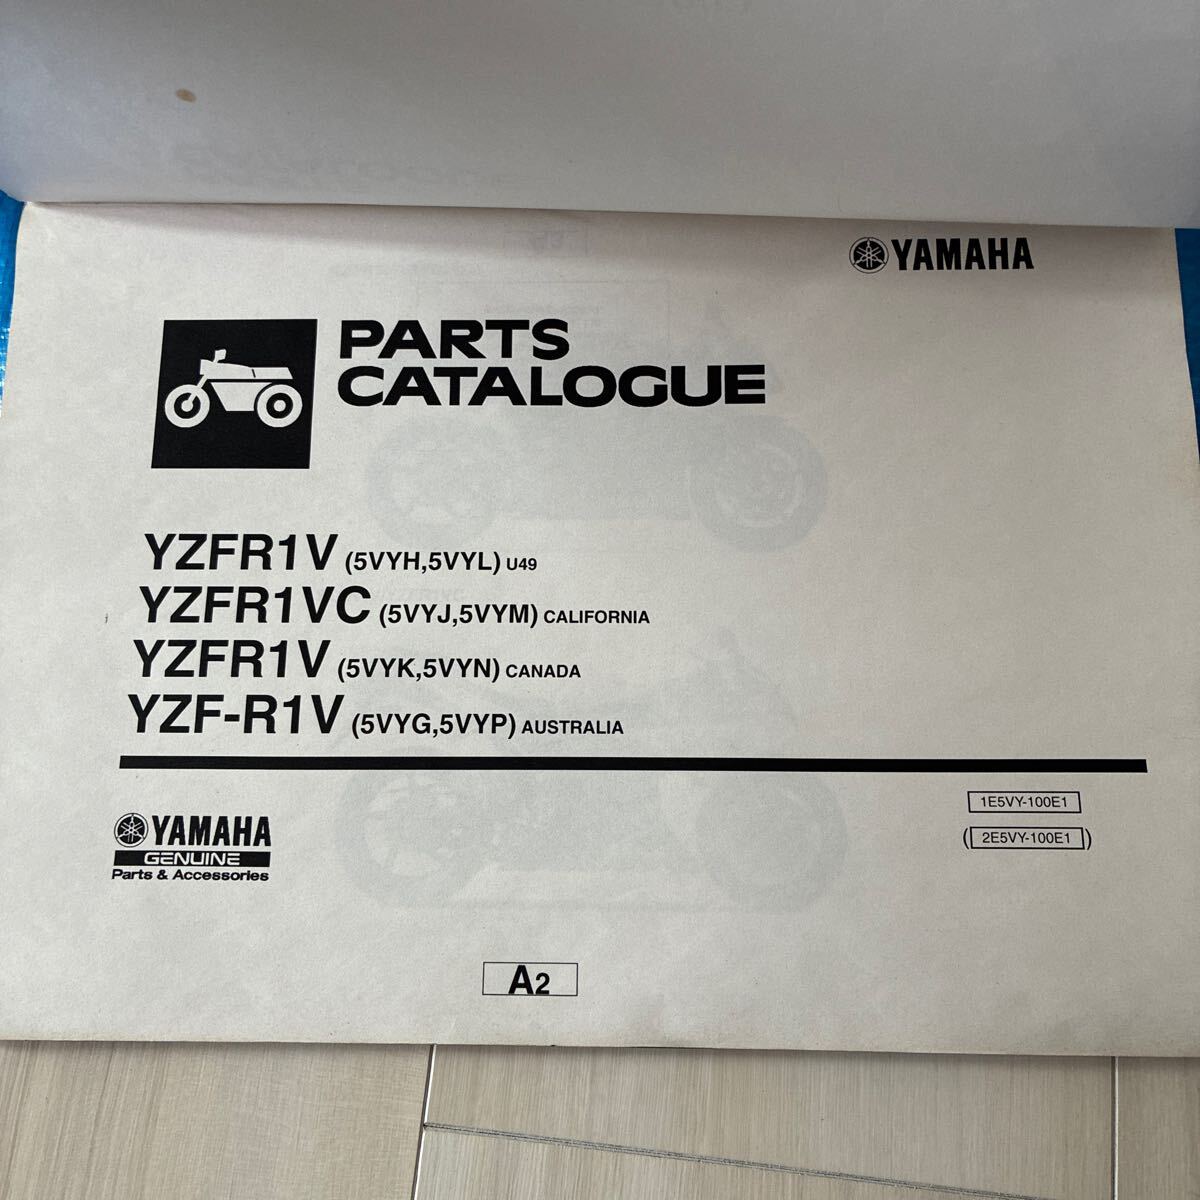 YAMAHA
PARTS
CATALOGUE
YZFR1V (5VYH,5VYL) U49
YZFR1VC (5VYJ,5VYM) CALIFORNIA
YZFR1V (5VYK,5VYN) CANADA
YZF-R1V (5VYG,5VYP) AUSTRALIA
YAMAHA
GENUINE
Parts & Accessories
1E5VY-100E1
(2E5VY-100E1)
A2